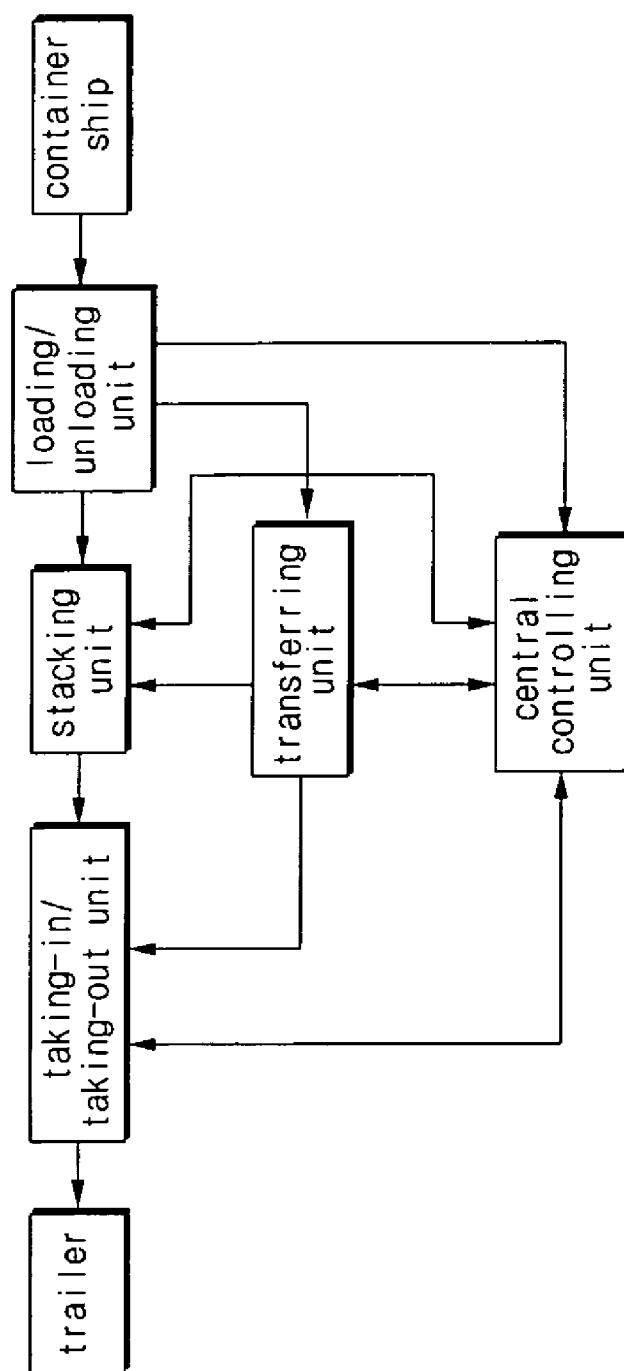 container
ship
loading/
unloading
unit
stacking
unit
transferring
unit
central
controlling
unit
taking-in/
taking-out unit
trailer